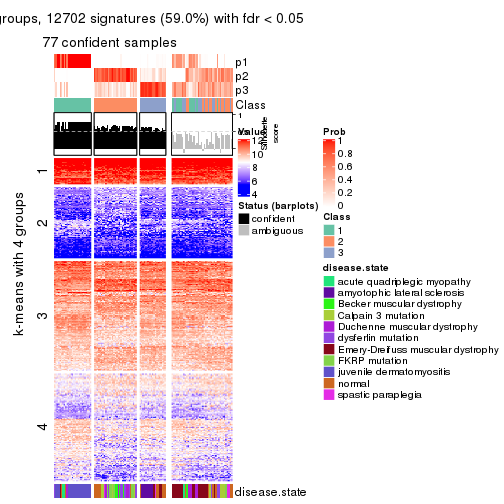 groups, 12702 signatures (59.0%) with fdr < 0.05
77 confident samples
p1
p2
p3
Class
1
Silhouette
score
k-means with 4 groups
1
2
3
4
disease.state
Value
12
10
8
6
4
Status (barplots)
confident
ambiguous
Prob
1
0.8
0.6
0.4
0.2
0
Class
1
2
3
disease.state
acute quadriplegic myopathy
amyotophic lateral sclerosis
Becker muscular dystrophy
Calpain 3 mutation
Duchenne muscular dystrophy
dysferlin mutation
Emery-Dreifuss muscular dystrophy
FKRP mutation
juvenile dermatomyositis
normal
spastic paraplegia